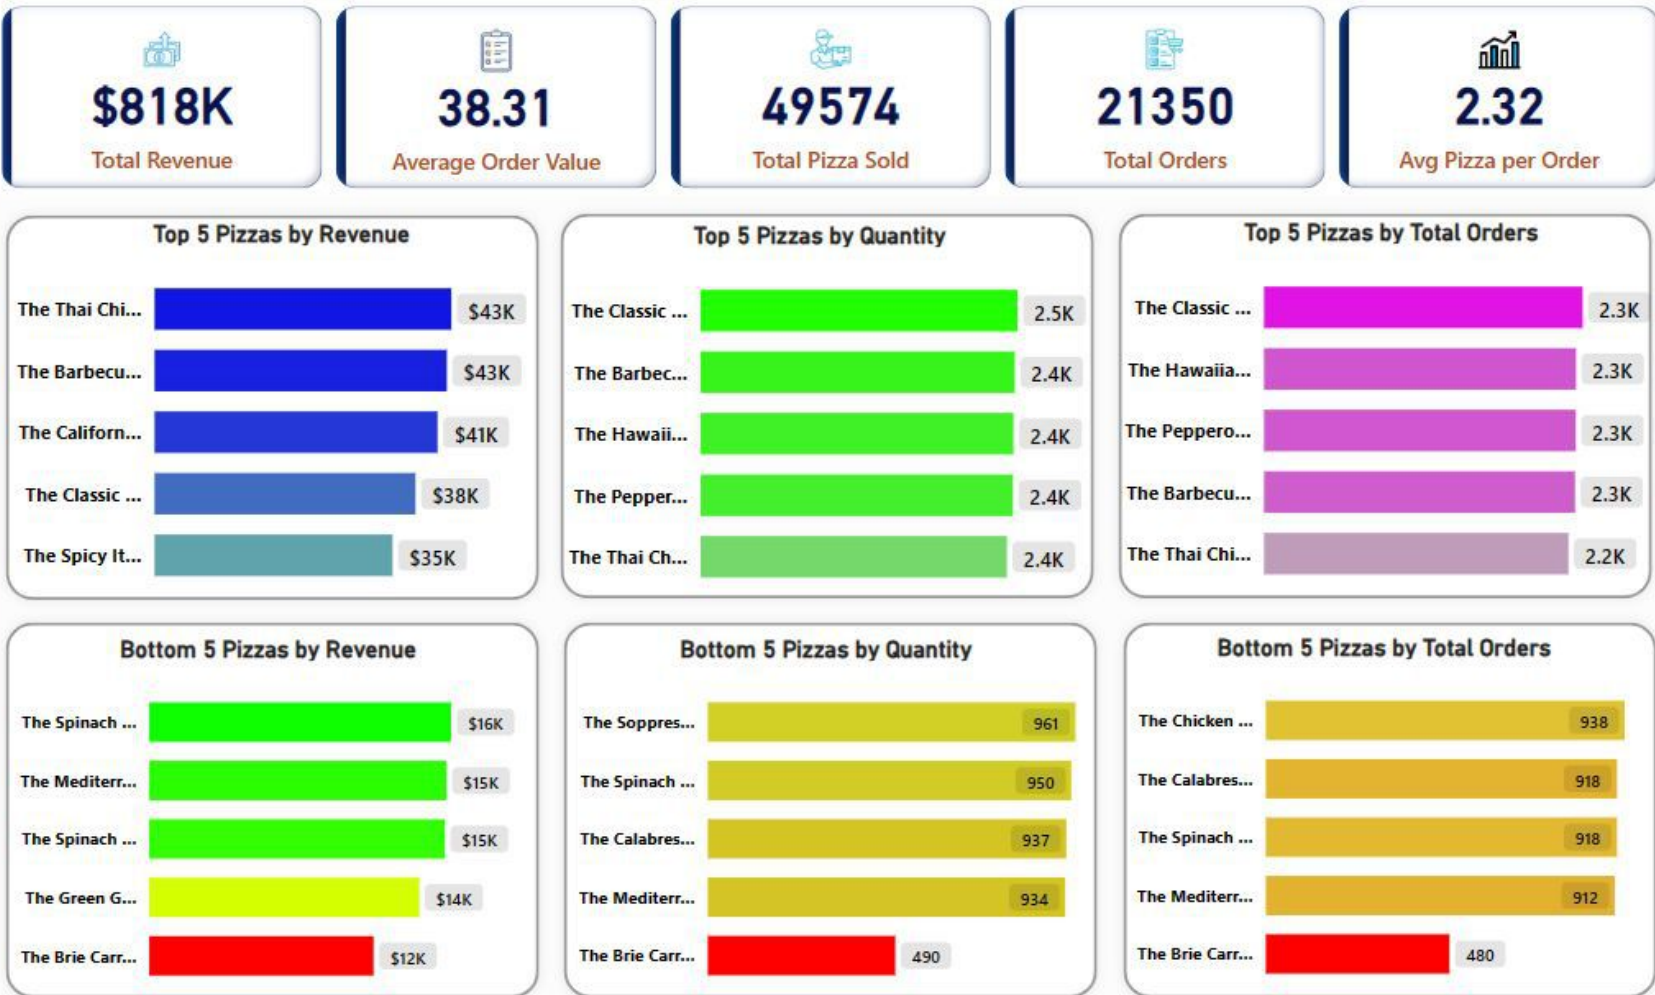 $818K
Total Revenue
38.31
Average Order Value
49574
Total Pizza Sold
21350
Total Orders
2.32
Avg Pizza per Order
Top 5 Pizzas by Revenue
The Thai Chi... $43K
The Barbecu... $43K
The Californ... $41K
The Classic ... $38K
The Spicy It... $35K
Top 5 Pizzas by Quantity
The Classic ... 2.5K
The Barbec... 2.4K
The Hawaii... 2.4K
The Pepper... 2.4K
The Thai Ch... 2.4K
Top 5 Pizzas by Total Orders
The Classic ... 2.3K
The Hawaiia... 2.3K
The Peppero... 2.3K
The Barbecu... 2.3K
The Thai Chi... 2.2K
Bottom 5 Pizzas by Revenue
The Spinach ... $16K
The Mediterr... $15K
The Spinach ... $15K
The Green G... $14K
The Brie Carr... $12K
Bottom 5 Pizzas by Quantity
The Soppres... 961
The Spinach ... 950
The Calabres... 937
The Mediterr... 934
The Brie Carr... 490
Bottom 5 Pizzas by Total Orders
The Chicken ... 938
The Calabres... 918
The Spinach ... 918
The Mediterr... 912
The Brie Carr... 480